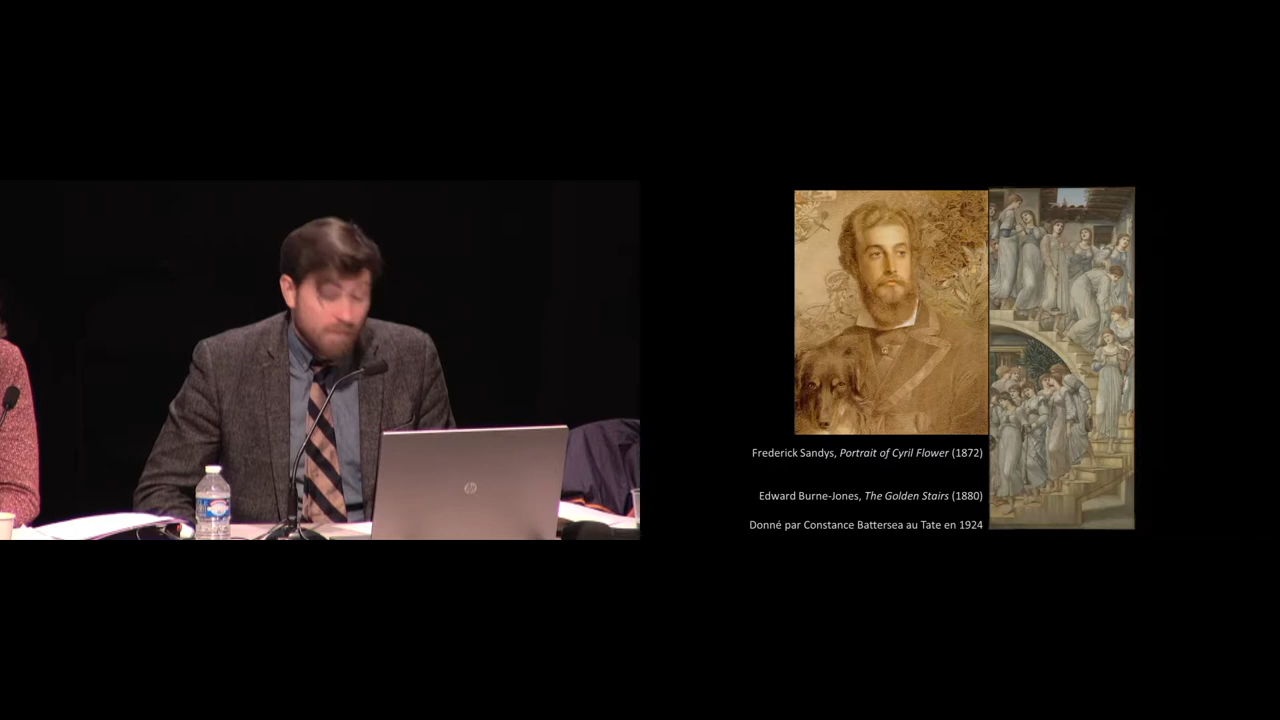 Frederick Sandys, Portrait of Cyril Flower (1872)
Edward Burne-Jones, The Golden Stairs (1880)
Donné par Constance Battersea au Tate en 1924
hp